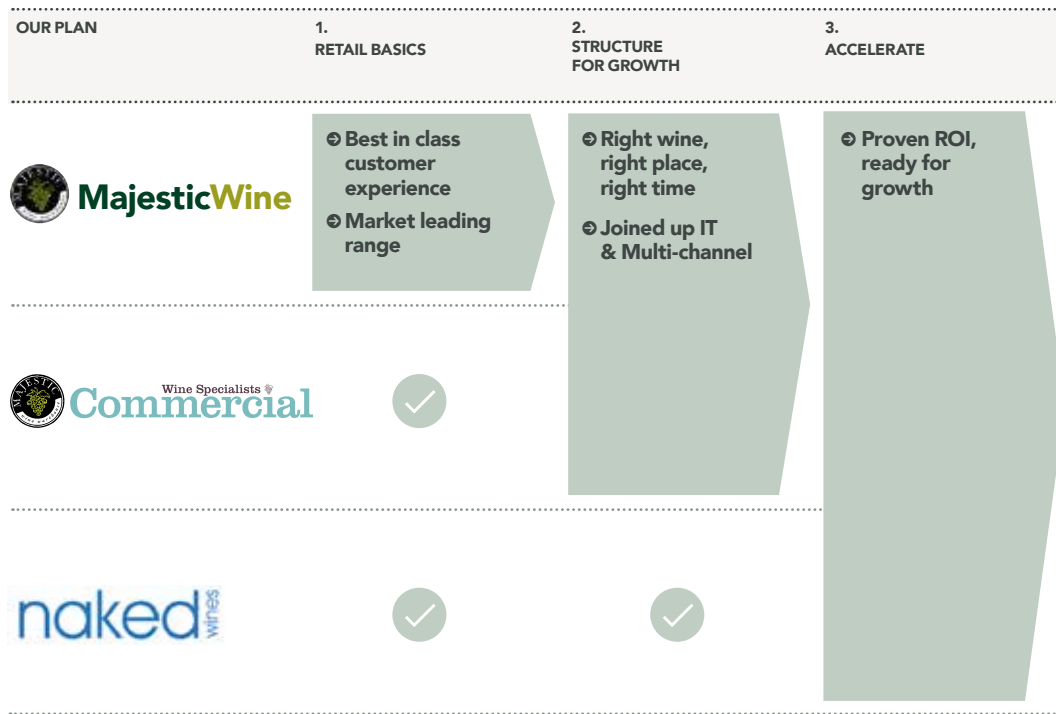 OUR PLAN
1.
RETAIL BASICS
2.
STRUCTURE
FOR GROWTH
3.
ACCELERATE
MajesticWine
Best in class
customer
experience
Market leading
range
Right wine,
right place,
right time
Joined up IT
& Multi-channel
Proven ROI,
ready for
growth
MAJESTIC
Wine Specialists
Commercial
naked wines